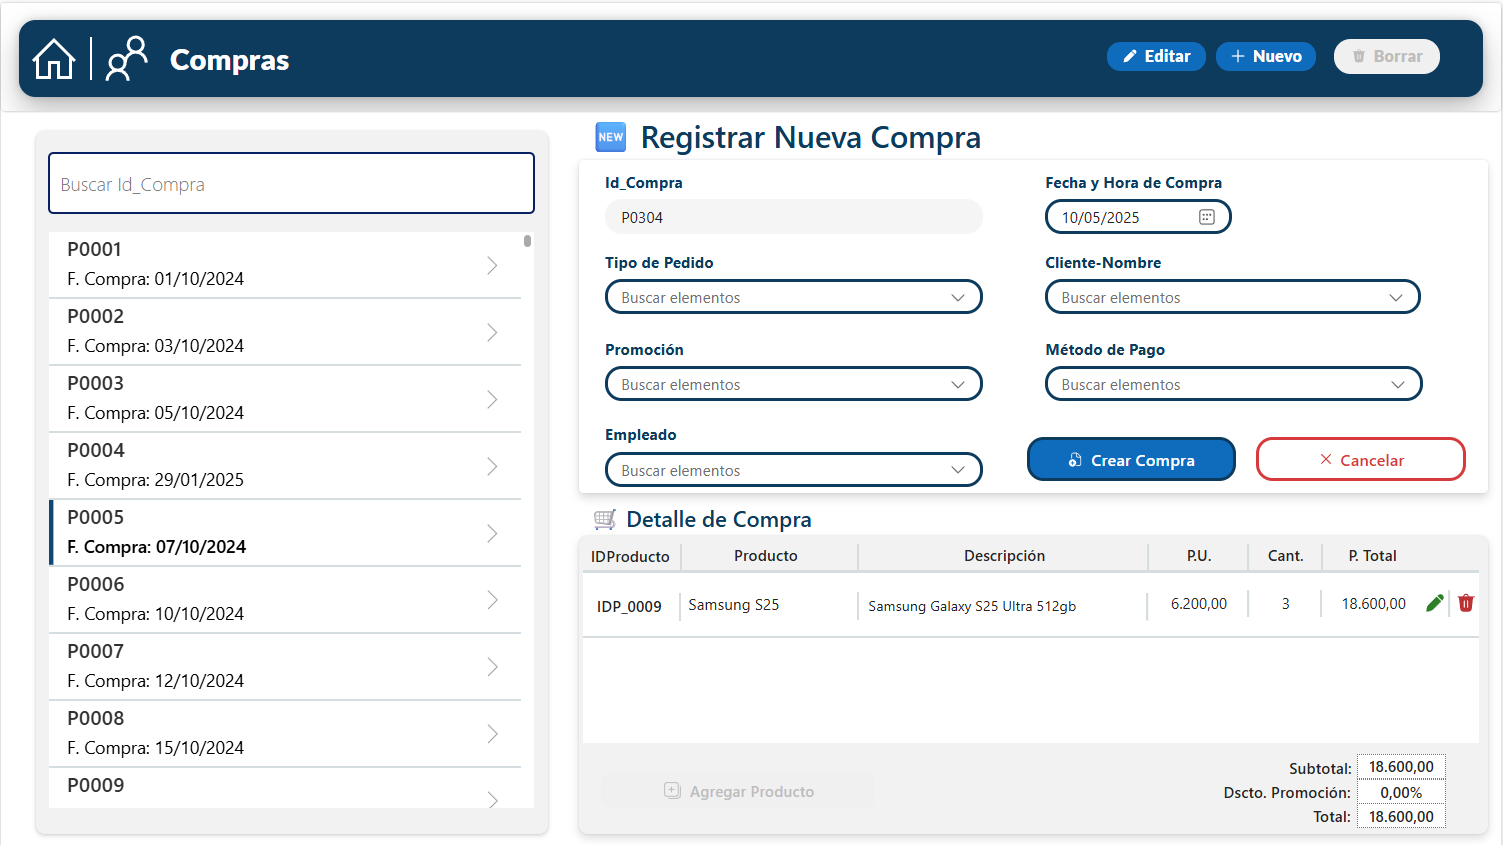 Compras
Editar
Nuevo
Borrar
Buscar Id_Compra
P0001
F. Compra: 01/10/2024
P0002
F. Compra: 03/10/2024
P0003
F. Compra: 05/10/2024
P0004
F. Compra: 29/01/2025
P0005
F. Compra: 07/10/2024
P0006
F. Compra: 10/10/2024
P0007
F. Compra: 12/10/2024
P0008
F. Compra: 15/10/2024
P0009
NEW Registrar Nueva Compra
Id_Compra
P0304
Fecha y Hora de Compra
10/05/2025
Tipo de Pedido
Buscar elementos
Cliente-Nombre
Buscar elementos
Promoción
Buscar elementos
Método de Pago
Buscar elementos
Empleado
Buscar elementos
Crear Compra
Cancelar
Detalle de Compra
IDProducto Producto Descripción P.U. Cant. P. Total
IDP_0009 Samsung S25 Samsung Galaxy S25 Ultra 512gb 6.200,00 3 18.600,00
Agregar Producto
Subtotal: 18.600,00
Dscto. Promoción: 0,00%
Total: 18.600,00